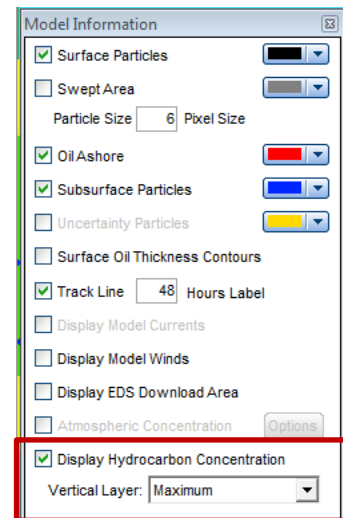 Model Information
Surface Particles
Swept Area
Particle Size 6 Pixel Size
Oil Ashore
Subsurface Particles
Uncertainty Particles
Surface Oil Thickness Contours
Track Line 48 Hours Label
Display Model Currents
Display Model Winds
Display EDS Download Area
Atmospheric Concentration Options
Display Hydrocarbon Concentration
Vertical Layer: Maximum